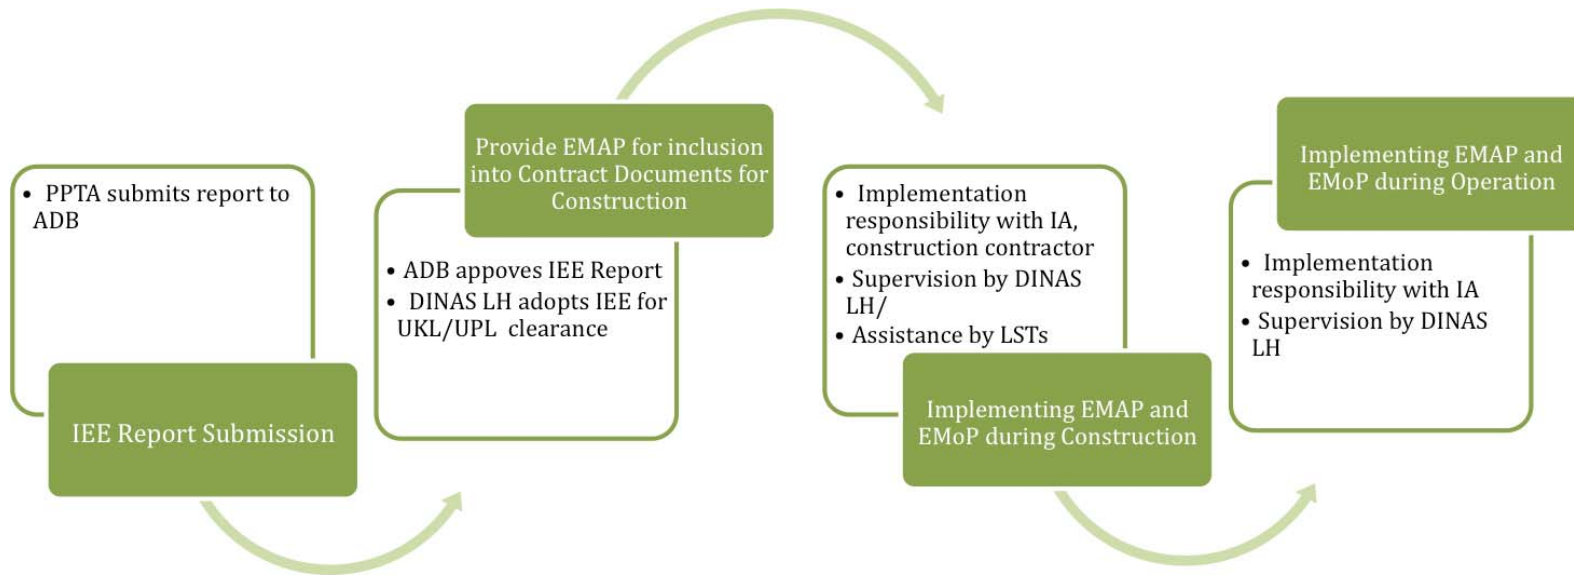 • PPTA submits report to
ADB
IEE Report Submission
Provide EMAP for inclusion
into Contract Documents for
Construction
• ADB appoves IEE Report
• DINAS LH adopts IEE for
UKL/UPL clearance
• Implementation
responsibility with IA,
construction contractor
• Supervision by DINAS
LH/
• Assistance by LSTs
Implementing EMAP and
EMoP during Construction
Implementing EMAP and
EMoP during Operation
• Implementation
responsibility with IA
• Supervision by DINAS
LH